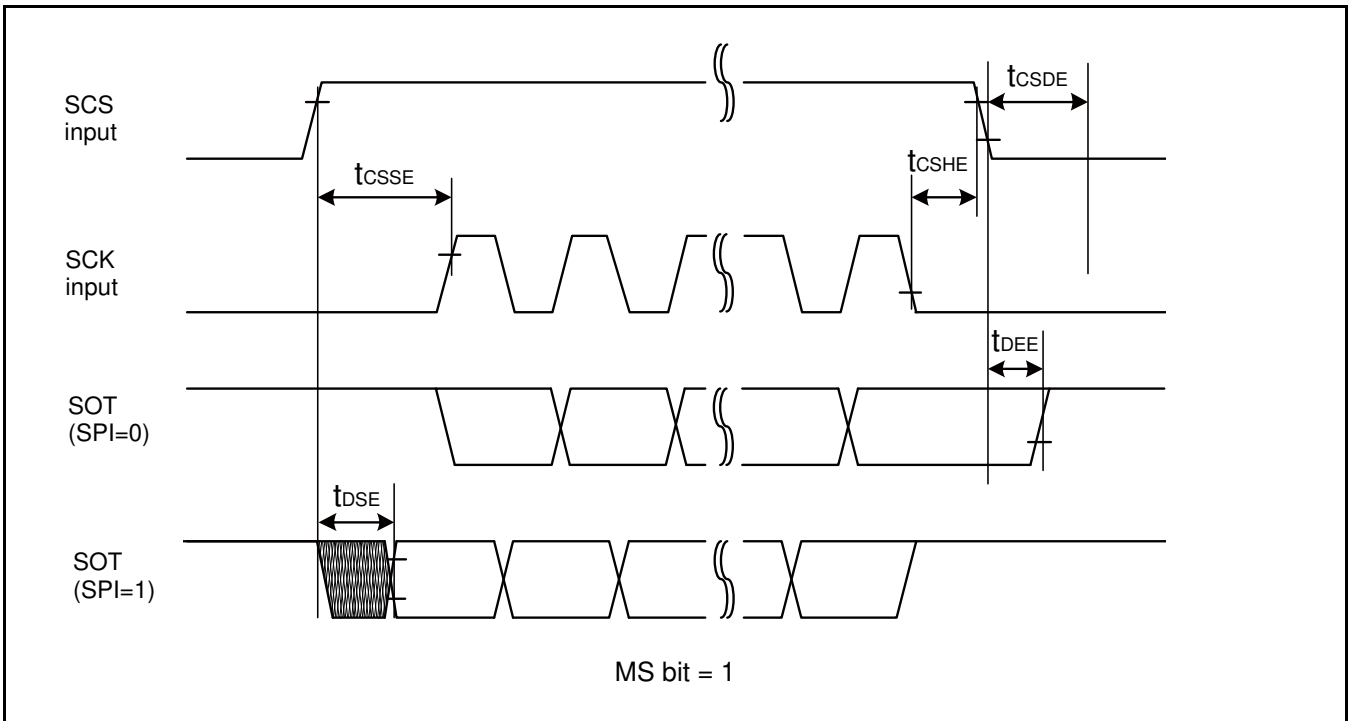 SCS
input
tCSDE
tCSSE
tCSHE
SCK
input
tDEE
SOT
(SPI=0)
tDSE
SOT
(SPI=1)
MS bit = 1